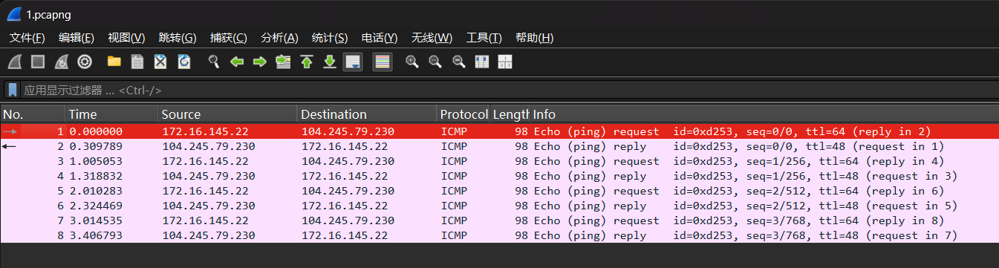 1.pcapng
文件(F) 编辑(E) 视图(V) 跳转(G) 捕获(C) 分析(A) 统计(S) 电话(Y) 无线(W) 工具(T) 帮助(H)
应用显示过滤器 … <Ctrl-/>
No. Time Source Destination Protocol Length Info
1 0.000000 172.16.145.22 104.245.79.230 ICMP 98 Echo (ping) request id=0xd253, seq=0/0, ttl=64 (reply in 2)
2 0.309789 104.245.79.230 172.16.145.22 ICMP 98 Echo (ping) reply id=0xd253, seq=0/0, ttl=48 (request in 1)
3 1.005053 172.16.145.22 104.245.79.230 ICMP 98 Echo (ping) request id=0xd253, seq=1/256, ttl=64 (reply in 4)
4 1.318832 104.245.79.230 172.16.145.22 ICMP 98 Echo (ping) reply id=0xd253, seq=1/256, ttl=48 (request in 3)
5 2.010283 172.16.145.22 104.245.79.230 ICMP 98 Echo (ping) request id=0xd253, seq=2/512, ttl=64 (reply in 6)
6 2.324469 104.245.79.230 172.16.145.22 ICMP 98 Echo (ping) reply id=0xd253, seq=2/512, ttl=48 (request in 5)
7 3.014535 172.16.145.22 104.245.79.230 ICMP 98 Echo (ping) request id=0xd253, seq=3/768, ttl=64 (reply in 8)
8 3.406793 104.245.79.230 172.16.145.22 ICMP 98 Echo (ping) reply id=0xd253, seq=3/768, ttl=48 (request in 7)